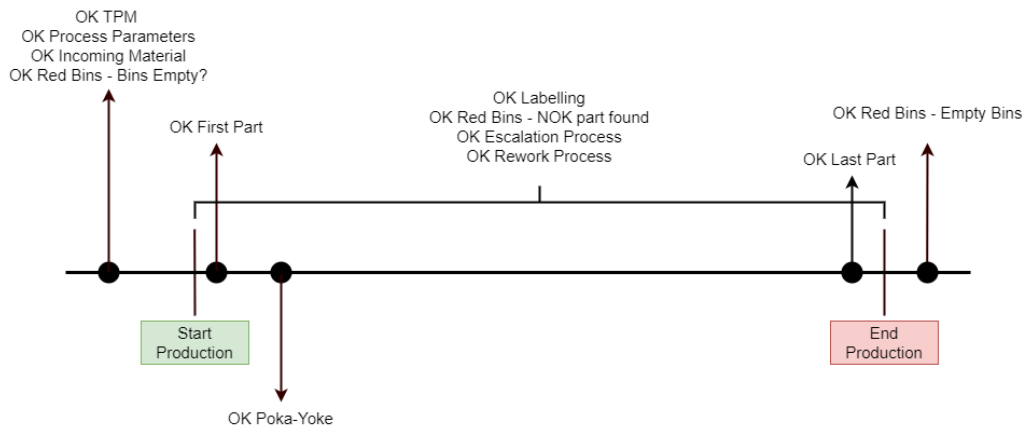 OK TPM
OK Process Parameters
OK Incoming Material
OK Red Bins - Bins Empty?
OK First Part
OK Labelling
OK Red Bins - NOK part found
OK Escalation Process
OK Rework Process
OK Red Bins - Empty Bins
OK Last Part
Start
Production
End
Production
OK Poka-Yoke